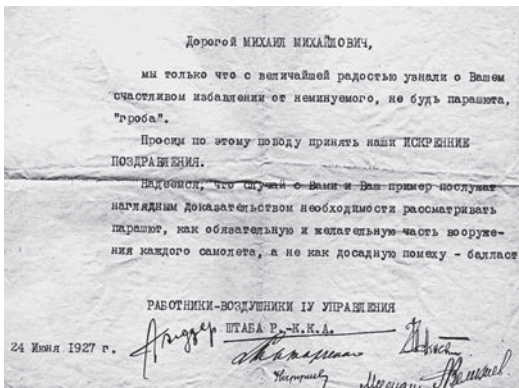 Дорогой МИХАИЛ МИХАЙЛОВИЧ,
мы только что с величайшей радостью узнали о Вашем
счастливом избавлении от неминуемого, не будь парашюта,
"гроба".
Просим по этому поводу принять наши ИСКРЕННИЕ
ПОЗДРАВЛЕНИЯ.
Надеемся, что случай с Вами и Ваш пример послужат
наглядным доказательством необходимости рассматривать
парашют, как обязательную и желательную часть вооруже-
ния каждого самолета, а не как досадную помеху - балласт
РАБОТНИКИ-ВОЗДУШНИКИ IУ УПРАВЛЕНИЯ
ШТАБА Р.-К.К.А.
24 Июня 1927 г.